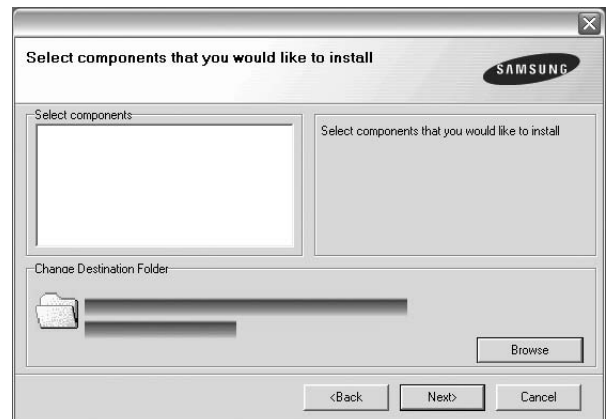 Select components that you would like to install
SAMSUNG
Select components
Select components that you would like to install
Change Destination Folder
Browse
<Back
Next>
Cancel